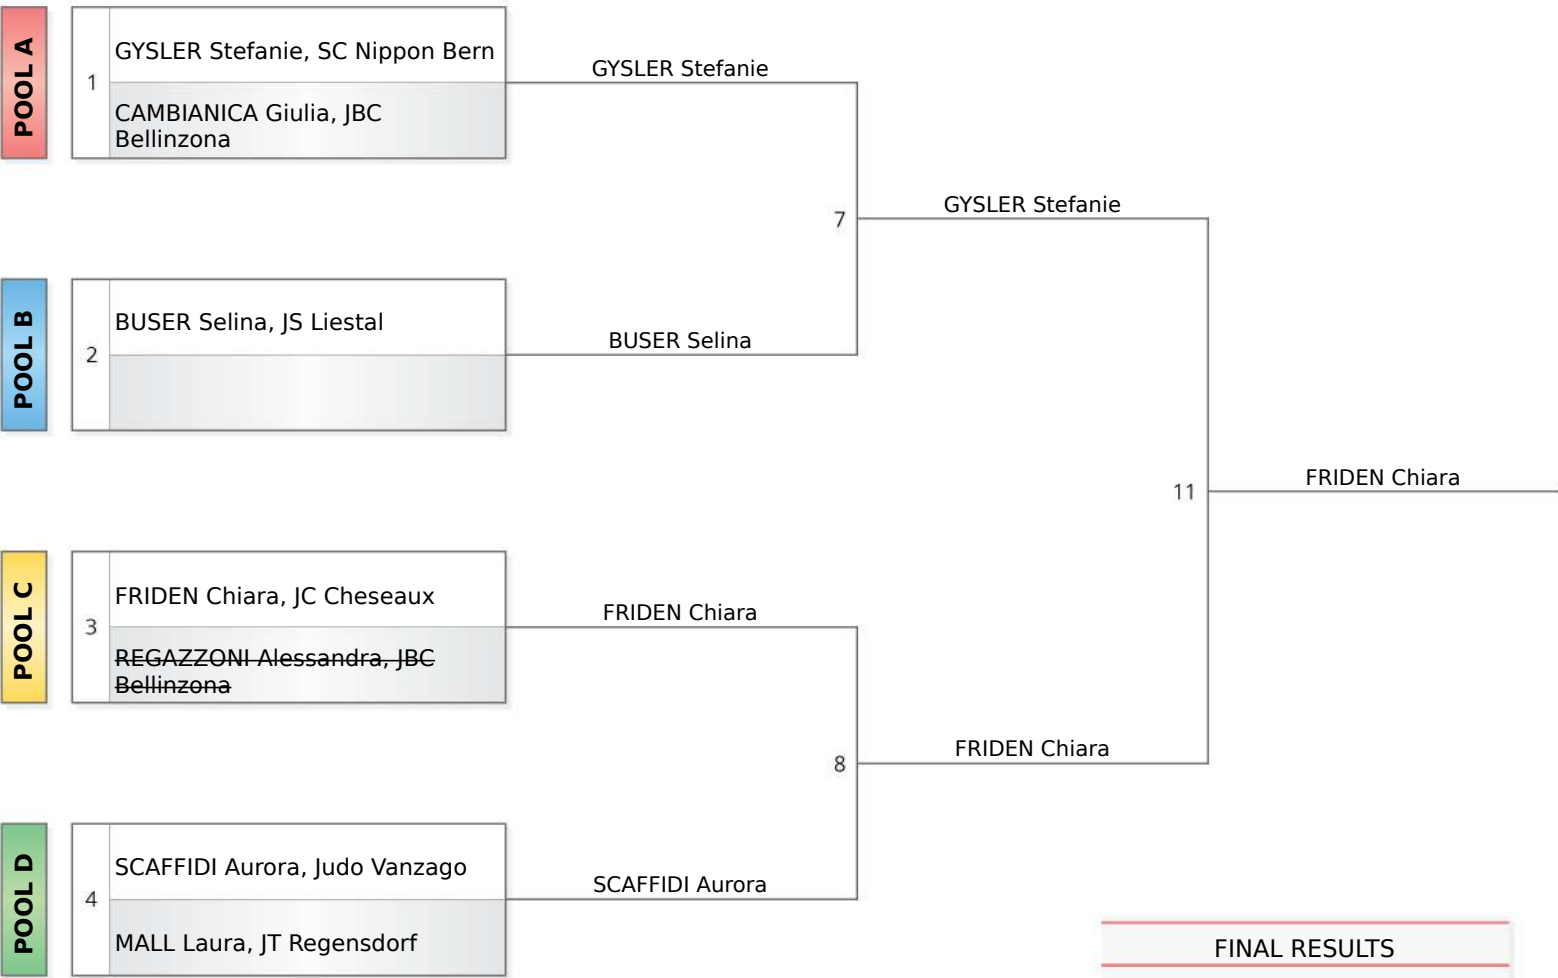 POOL A
1
GYSLER Stefanie, SC Nippon Bern
CAMBIANICA Giulia, JBC
Bellinzona
GYSLER Stefanie
7
GYSLER Stefanie
POOL B
2
BUSER Selina, JS Liestal
BUSER Selina
11
FRIDEN Chiara
POOL C
3
FRIDEN Chiara, JC Cheseaux
REGAZZONI Alessandra, JBC
Bellinzona
FRIDEN Chiara
8
FRIDEN Chiara
POOL D
4
SCAFFIDI Aurora, Judo Vanzago
MALL Laura, JT Regensdorf
SCAFFIDI Aurora
FINAL RESULTS